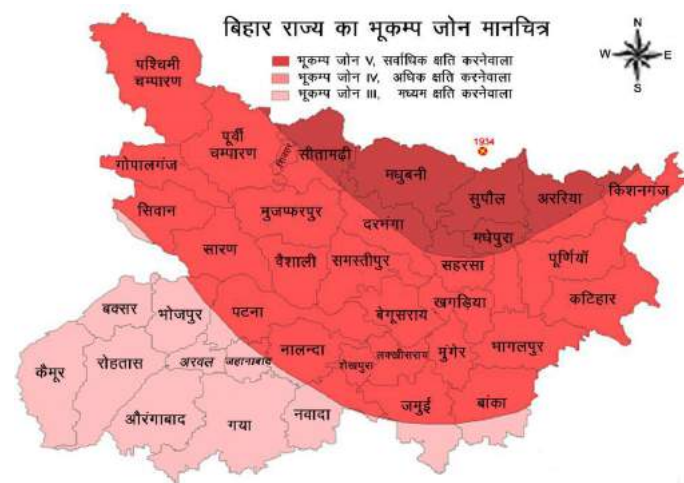 बिहार राज्य का भूकम्प जोन मानचित्र
भूकम्प जोन V, सर्वाधिक क्षति करनेवाला
भूकम्प जोन IV, अधिक क्षति करनेवाला
भूकम्प जोन III, मध्यम क्षति करनेवाला
N
W E
S
1934
पश्चिमी
चम्पारण
पूर्वी
चम्पारण
सीतामढ़ी
मधुबनी
सुपौल
अररिया
किशनगंज
गोपालगंज
सिवान
मुजफ्फरपुर
दरभंगा
मधेपुरा
सारण
वैशाली
समस्तीपुर
सहरसा
पूर्णियाँ
कटिहार
बक्सर
भोजपुर
पटना
बेगूसराय
खगड़िया
कैमूर
रोहतास
अरवल
जहानाबाद
नालन्दा
शेखपुरा
लक्खीसराय
मुंगेर
भागलपुर
औरंगाबाद
गया
नवादा
जमुई
बांका